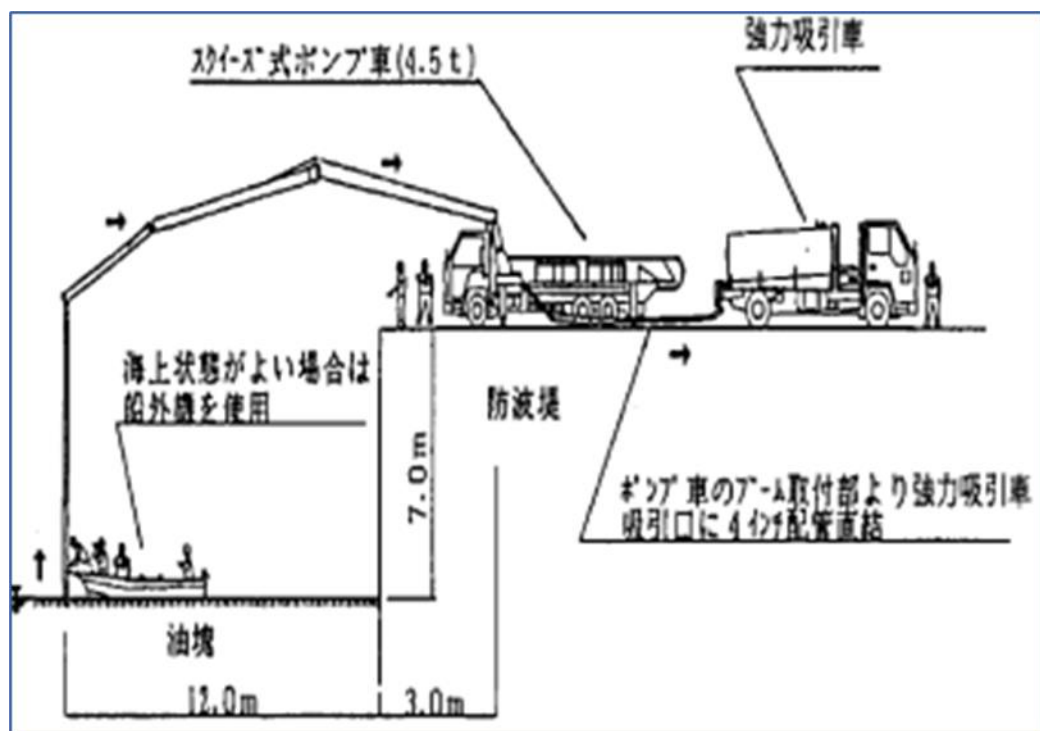 スクイーズ式ポンプ車(4.5t)
強力吸引車
海上状態がよい場合は
船外機を使用
防波堤
7.0m
ポンプ車のブーム取付部より強力吸引車
吸引口に4インチ配管直結
油塊
12.0m
3.0m